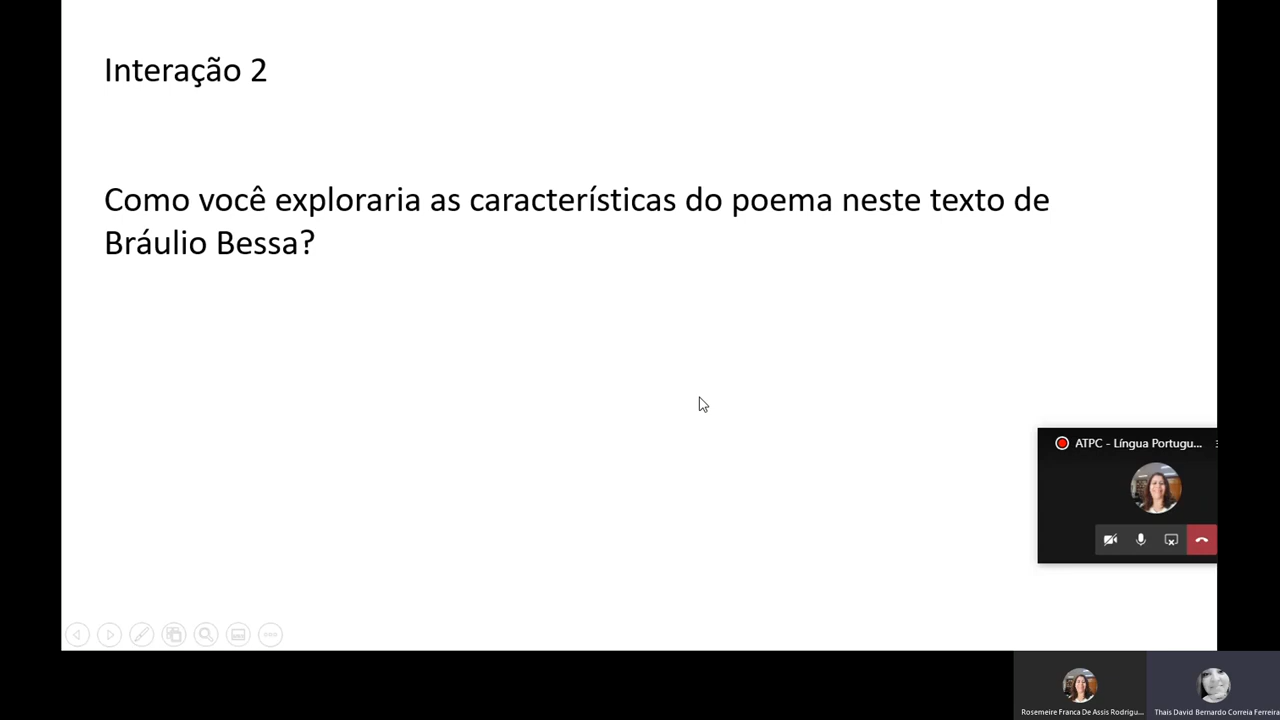 Interação 2
Como você exploraria as características do poema neste texto de
Bráulio Bessa?
ATPC - Língua Portugu...
Rosemeire Franca De Assis Rodrigu...
Thais David Bernardo Correia Ferreira